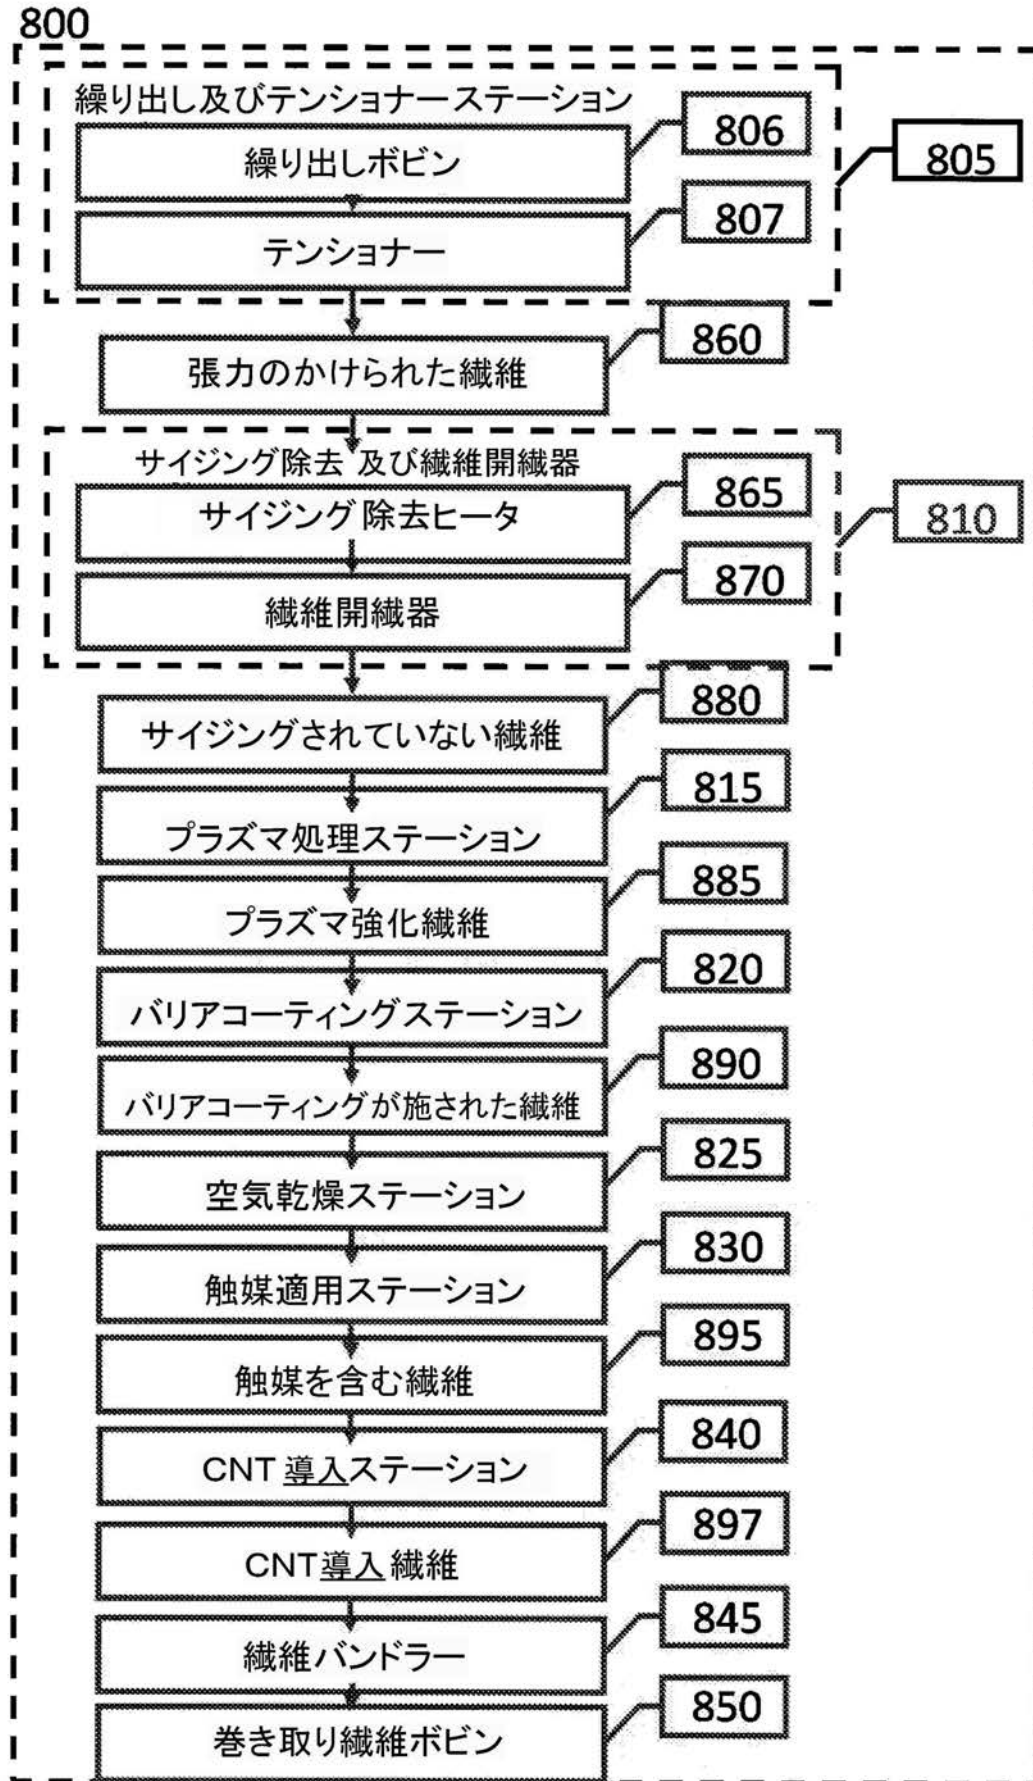 800
繰り出し及びテンショナーステーション
繰り出しボビン
806
805
テンショナー
807
張力のかけられた繊維
860
サイジング除去 及び繊維開繊器
サイジング除去ヒータ
865
810
繊維開繊器
870
サイジングされていない繊維
880
プラズマ処理ステーション
815
プラズマ強化繊維
885
バリアコーティングステーション
820
バリアコーティングが施された繊維
890
空気乾燥ステーション
825
触媒適用ステーション
830
触媒を含む繊維
895
CNT 導入ステーション
840
CNT導入繊維
897
繊維バンドラー
845
巻き取り繊維ボビン
850